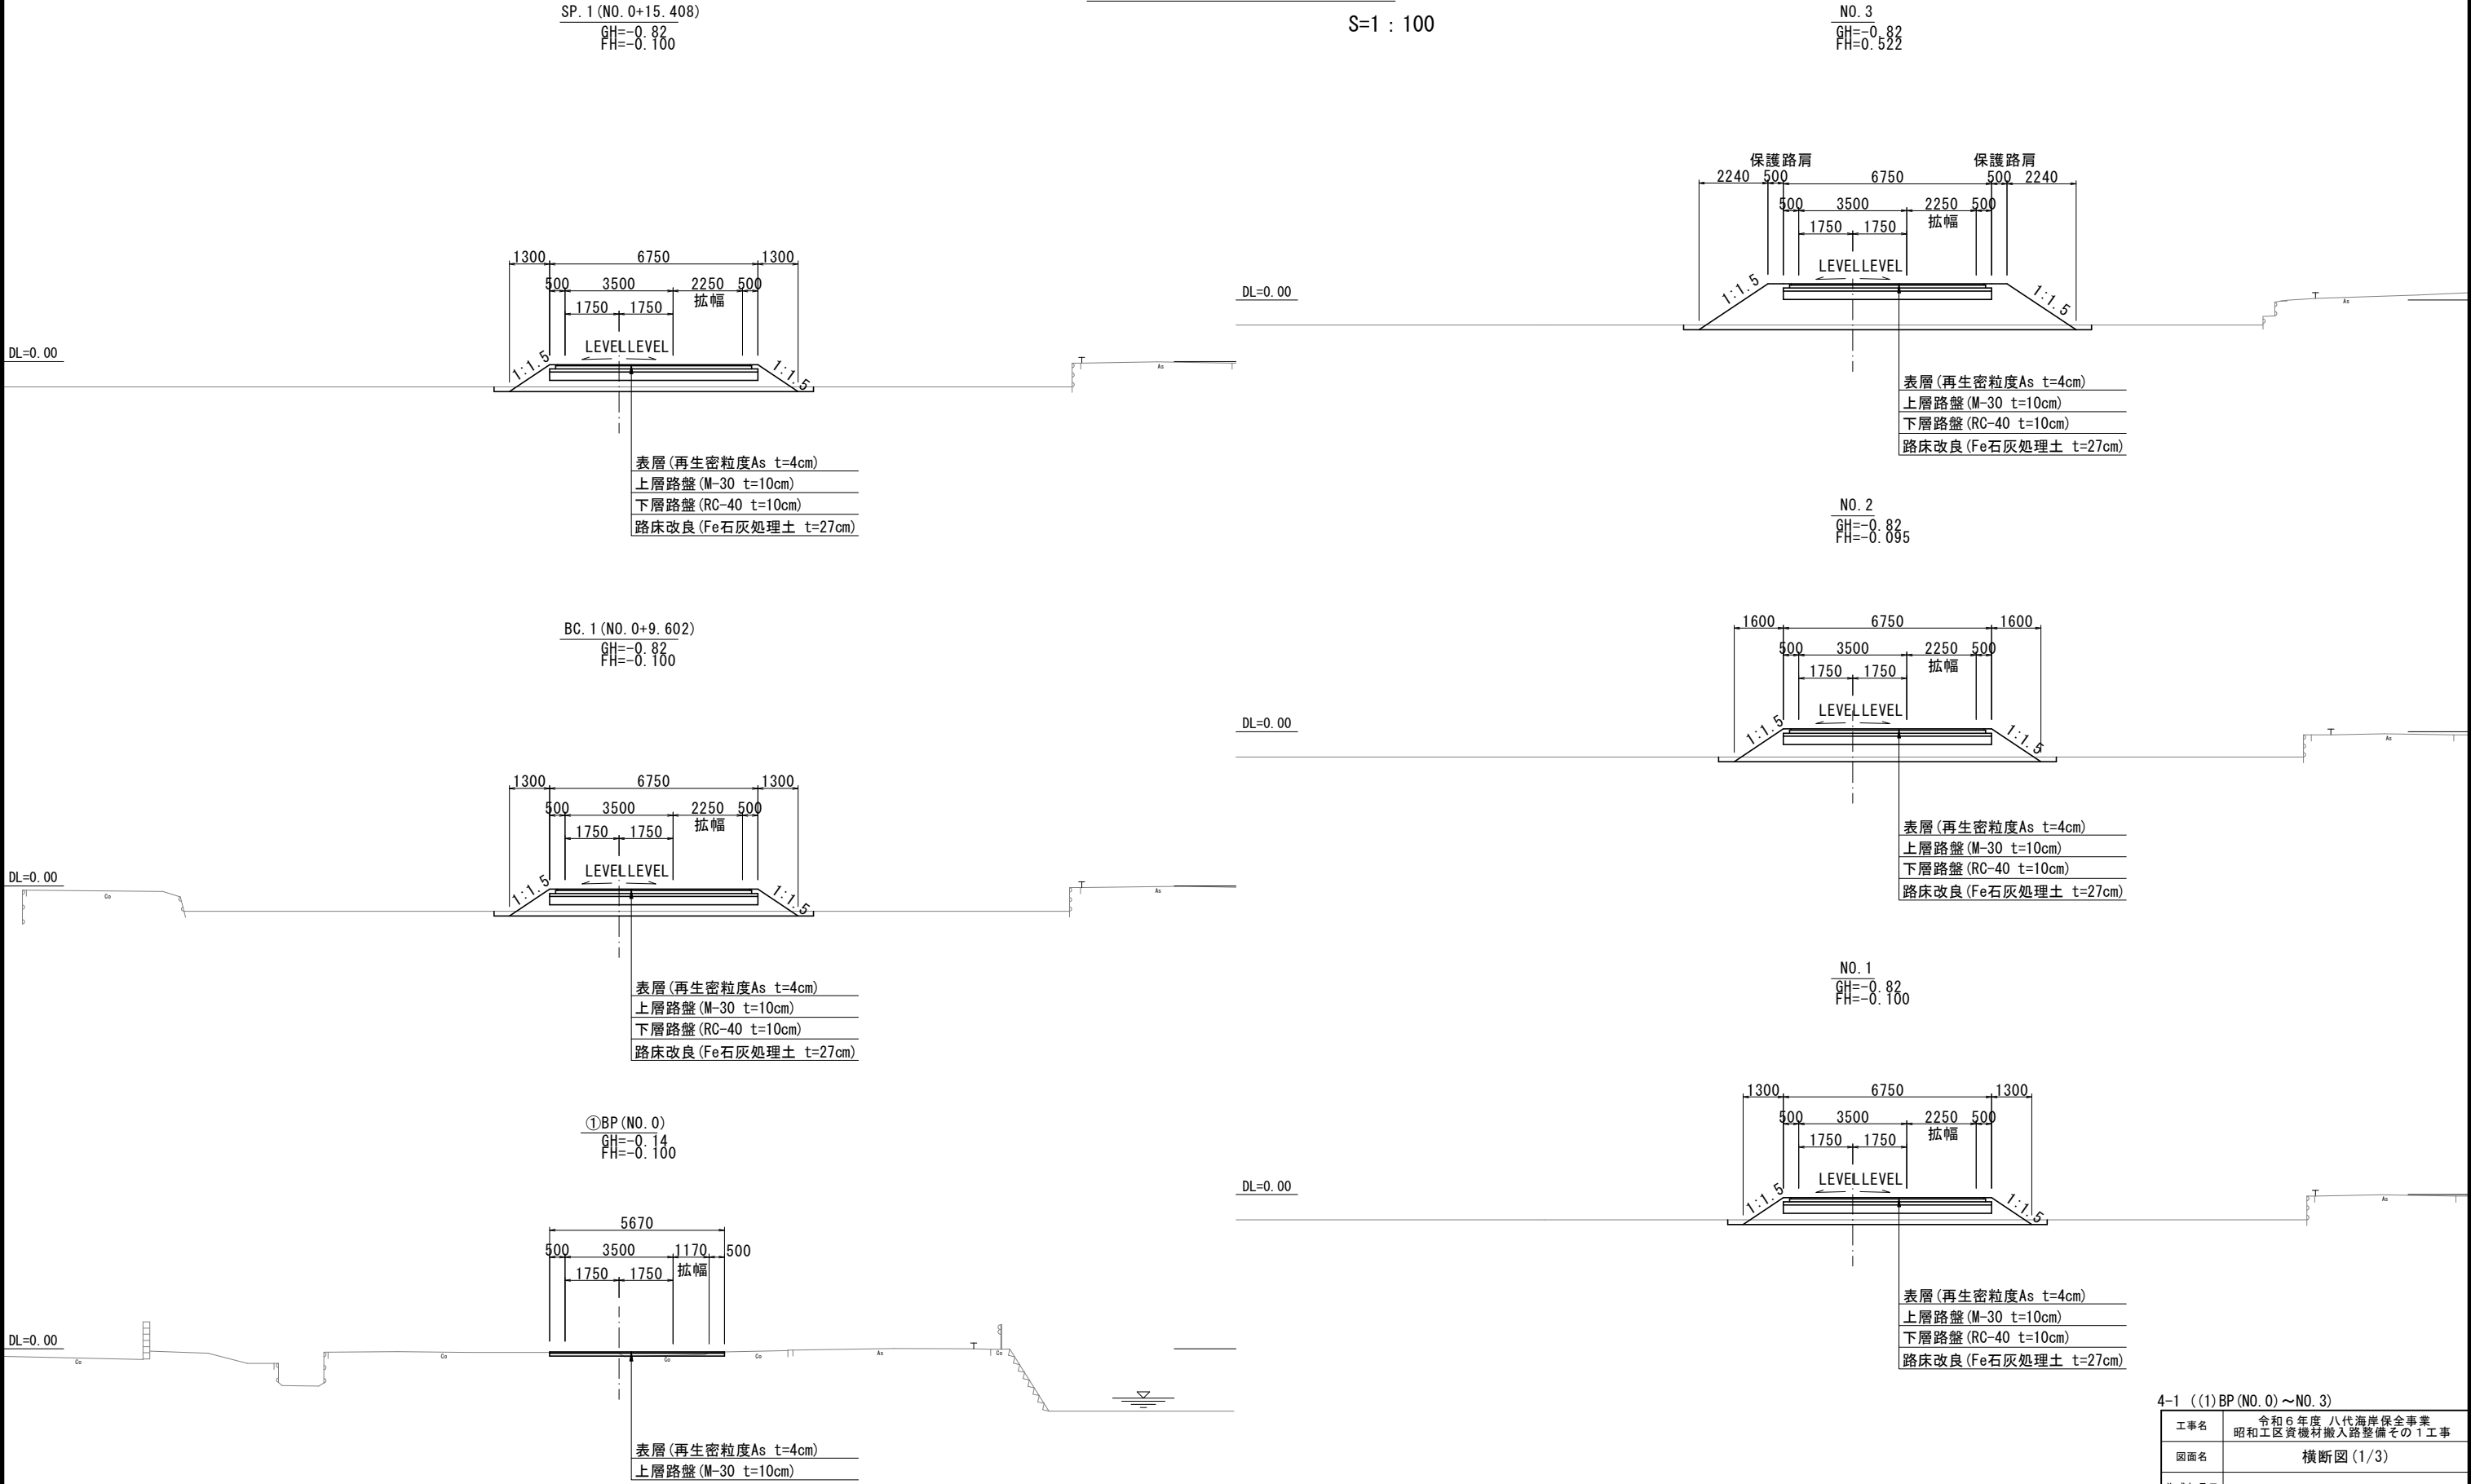 S=1 : 100
SP.1(NO.0+15.408)
GH=-0.82
FH=-0.100
1300 6750 1300
500 3500 2250 500
拡幅
1750 1750
LEVEL LEVEL
1:1.5 1:1.5
DL=0.00
As
表層(再生密粒度As t=4cm)
上層路盤(M-30 t=10cm)
下層路盤(RC-40 t=10cm)
路床改良(Fe石灰処理土 t=27cm)
BC.1(NO.0+9.602)
GH=-0.82
FH=-0.100
1300 6750 1300
500 3500 2250 500
拡幅
1750 1750
LEVEL LEVEL
1:1.5 1:1.5
DL=0.00
Co As
表層(再生密粒度As t=4cm)
上層路盤(M-30 t=10cm)
下層路盤(RC-40 t=10cm)
路床改良(Fe石灰処理土 t=27cm)
①BP(NO.0)
GH=-0.14
FH=-0.100
5670
500 3500 1170 500
拡幅
1750 1750
DL=0.00
Co Co Co Co As Co
表層(再生密粒度As t=4cm)
上層路盤(M-30 t=10cm)
NO.3
GH=-0.82
FH=0.522
保護路肩 保護路肩
2240 500 6750 500 2240
500 3500 2250 500
拡幅
1750 1750
LEVEL LEVEL
1:1.5 1:1.5
DL=0.00
As
表層(再生密粒度As t=4cm)
上層路盤(M-30 t=10cm)
下層路盤(RC-40 t=10cm)
路床改良(Fe石灰処理土 t=27cm)
NO.2
GH=-0.82
FH=-0.095
1600 6750 1600
500 3500 2250 500
拡幅
1750 1750
LEVEL LEVEL
1:1.5 1:1.5
DL=0.00
As
表層(再生密粒度As t=4cm)
上層路盤(M-30 t=10cm)
下層路盤(RC-40 t=10cm)
路床改良(Fe石灰処理土 t=27cm)
NO.1
GH=-0.82
FH=-0.100
1300 6750 1300
500 3500 2250 500
拡幅
1750 1750
LEVEL LEVEL
1:1.5 1:1.5
DL=0.00
As
表層(再生密粒度As t=4cm)
上層路盤(M-30 t=10cm)
下層路盤(RC-40 t=10cm)
路床改良(Fe石灰処理土 t=27cm)
4-1 ((1)BP(NO.0)～NO.3)
工事名 令和6年度 八代海岸保全事業
昭和工区資機材搬入路整備その1工事
図面名 横断図(1/3)